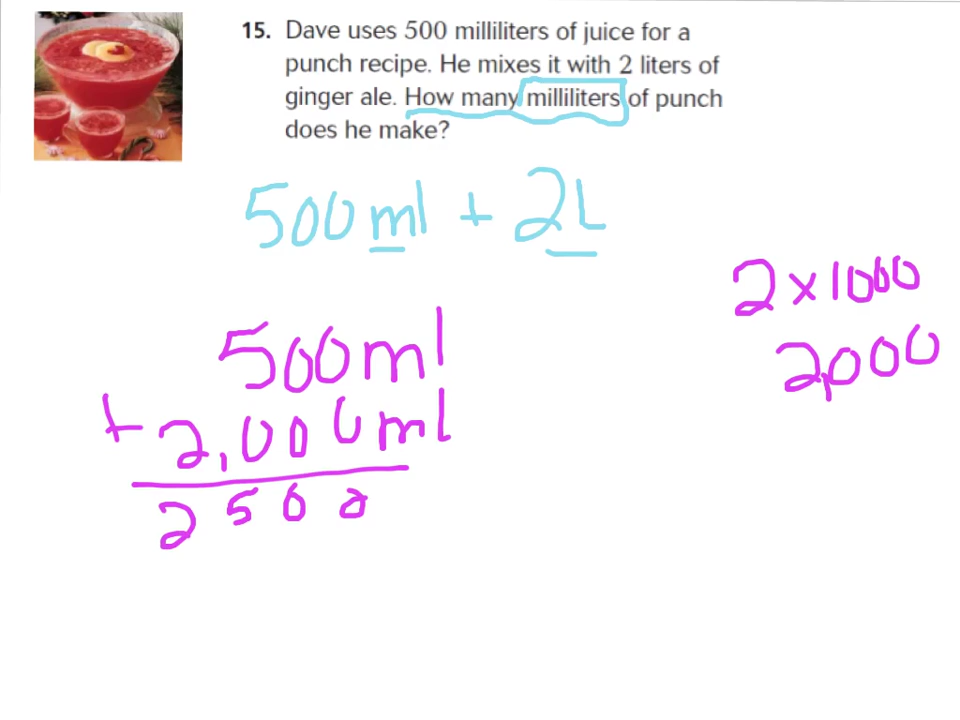 15. Dave uses 500 milliliters of juice for a
punch recipe. He mixes it with 2 liters of
ginger ale. How many milliliters of punch
does he make?
500 ml + 2L
2 x 1000
2,000
500 ml
+ 2,000 ml
2500